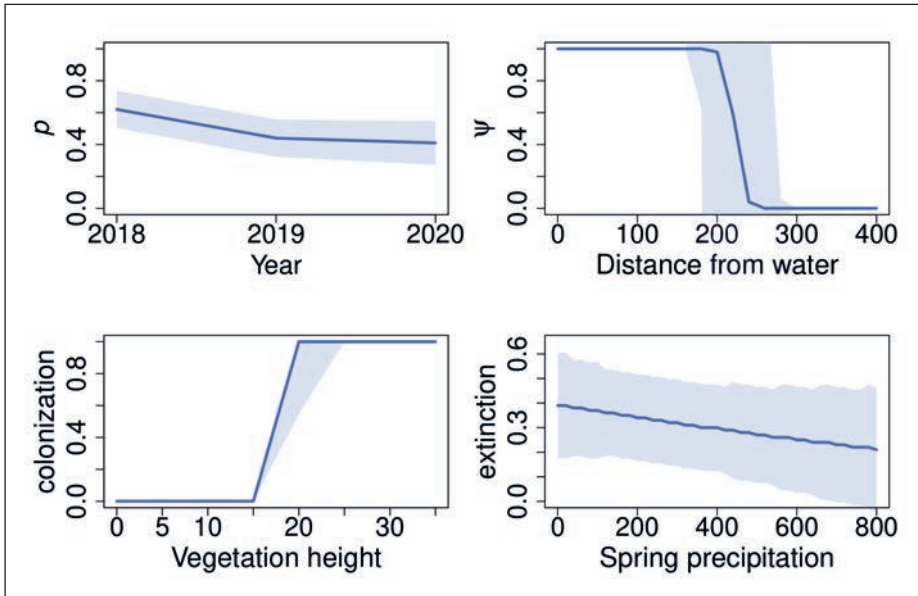 p
0.0 0.4 0.8
2018 2019 2020
Year
ψ
0.0 0.4 0.8
0 100 200 300 400
Distance from water
colonization
0.0 0.4 0.8
0 5 10 20 30
Vegetation height
extinction
0.0 0.3 0.6
0 200 400 600 800
Spring precipitation